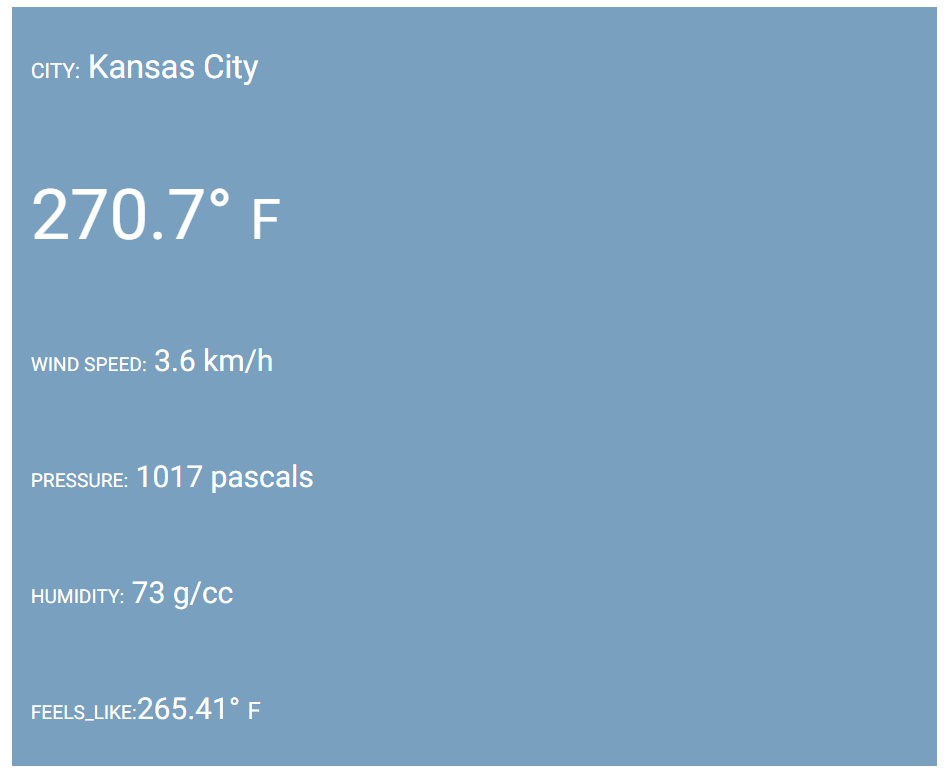 CITY: Kansas City
270.7° F
WIND SPEED: 3.6 km/h
PRESSURE: 1017 pascals
HUMIDITY: 73 g/cc
FEELS_LIKE:265.41° F